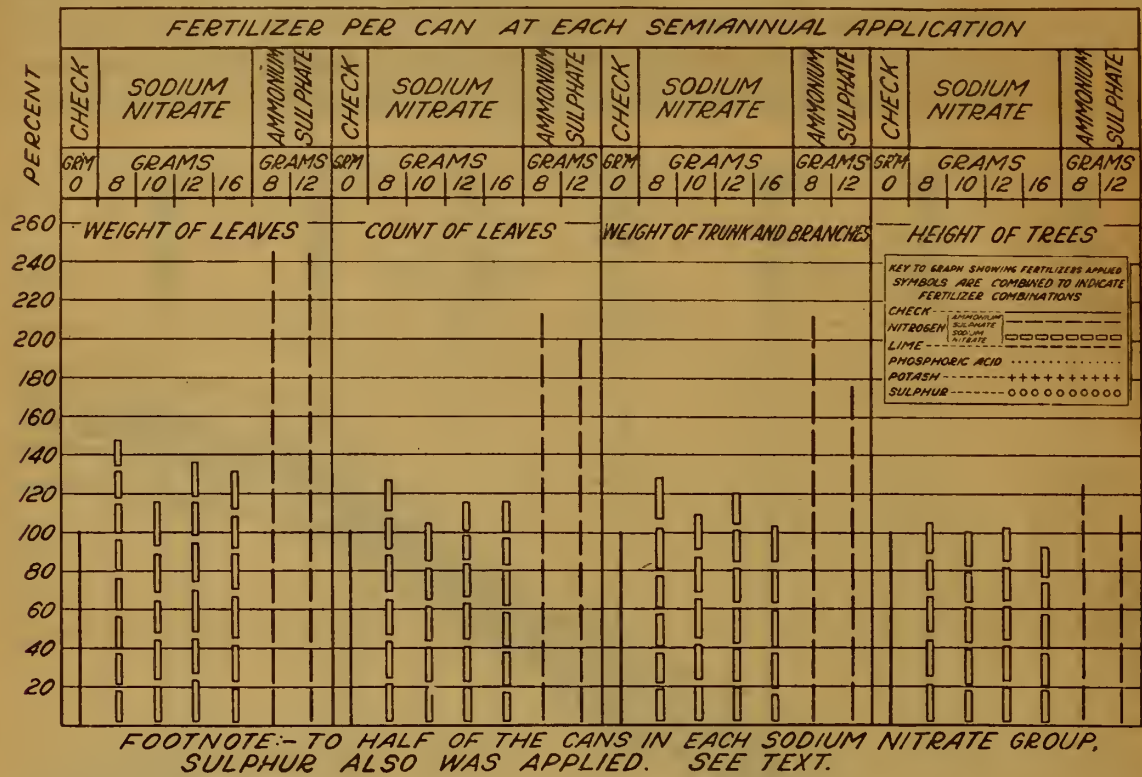 FERTILIZER PER CAN AT EACH SEMIANNUAL APPLICATION
PERCENT
CHECK SODIUM NITRATE AMMONIUM SULPHATE CHECK SODIUM NITRATE AMMONIUM SULPHATE CHECK SODIUM NITRATE AMMONIUM SULPHATE CHECK SODIUM NITRATE AMMONIUM SULPHATE
GR'M GRAMS GRAMS GR'M GRAMS GRAMS GR'M GRAMS GRAMS GR'M GRAMS GRAMS
0 8 10 12 16 8 12 0 8 10 12 16 8 12 0 8 10 12 16 8 12 0 8 10 12 16 8 12
WEIGHT OF LEAVES COUNT OF LEAVES WEIGHT OF TRUNK AND BRANCHES HEIGHT OF TREES
260
240
220
200
180
160
140
120
100
80
60
40
20
KEY TO GRAPH SHOWING FERTILIZERS APPLIED
SYMBOLS ARE COMBINED TO INDICATE
FERTILIZER COMBINATIONS
CHECK
NITROGEN AMMONIUM SULPHATE
SODIUM NITRATE
LIME
PHOSPHORIC ACID
POTASH
SULPHUR
FOOTNOTE:- TO HALF OF THE CANS IN EACH SODIUM NITRATE GROUP,
SULPHUR ALSO WAS APPLIED. SEE TEXT.